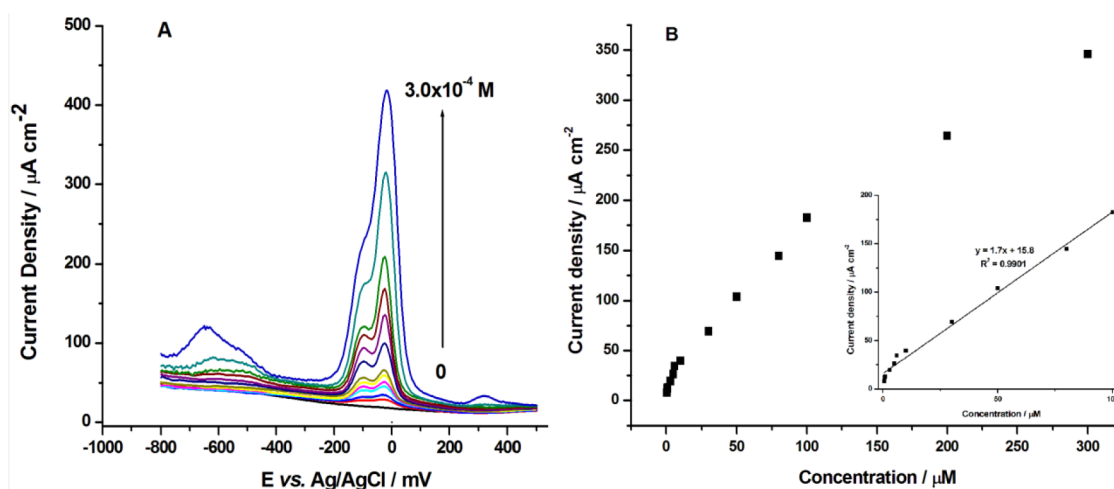 A
500
400
300
200
100
0
Current Density / μA cm-2
3.0x10-4 M
0
-1000 -800 -600 -400 -200 0 200 400
E vs. Ag/AgCl / mV
B
350
300
250
200
150
100
50
0
Current density / μA cm-2
0 50 100 150 200 250 300
Concentration / μM
200
150
100
50
0
Current density / μA cm-2
y = 1.7x + 15.8
R2 = 0.9901
0 50 100
Concentration / μM